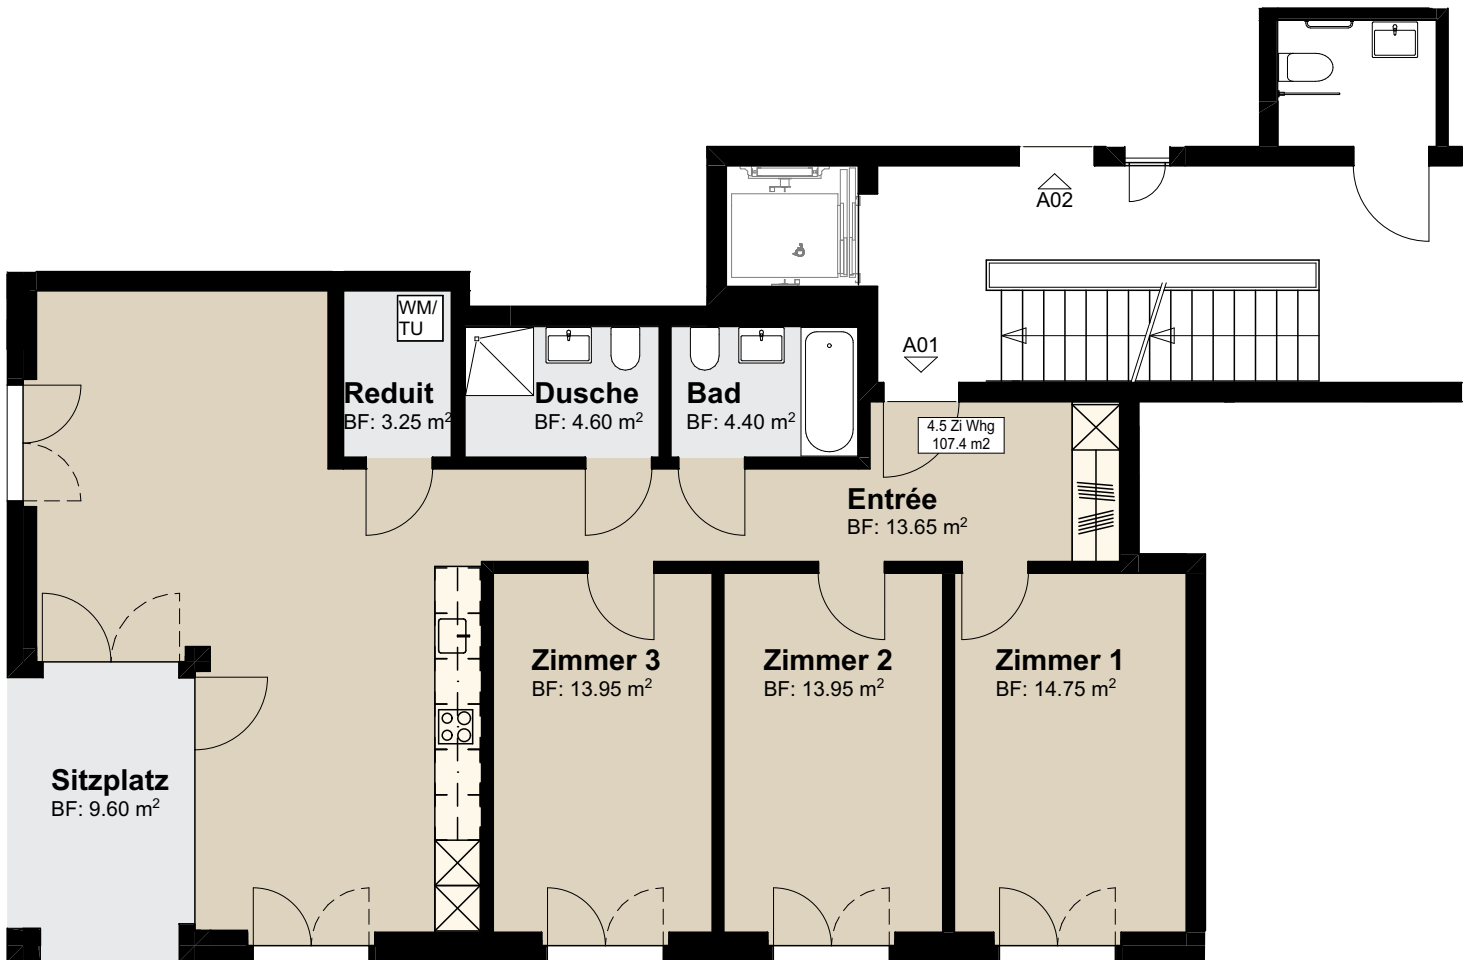 A02
WM/
TU
A01
Reduit
BF: 3.25 m²
Dusche
BF: 4.60 m²
Bad
BF: 4.40 m²
4.5 Zi Whg
107.4 m2
Entrée
BF: 13.65 m²
Zimmer 3
BF: 13.95 m²
Zimmer 2
BF: 13.95 m²
Zimmer 1
BF: 14.75 m²
Sitzplatz
BF: 9.60 m²